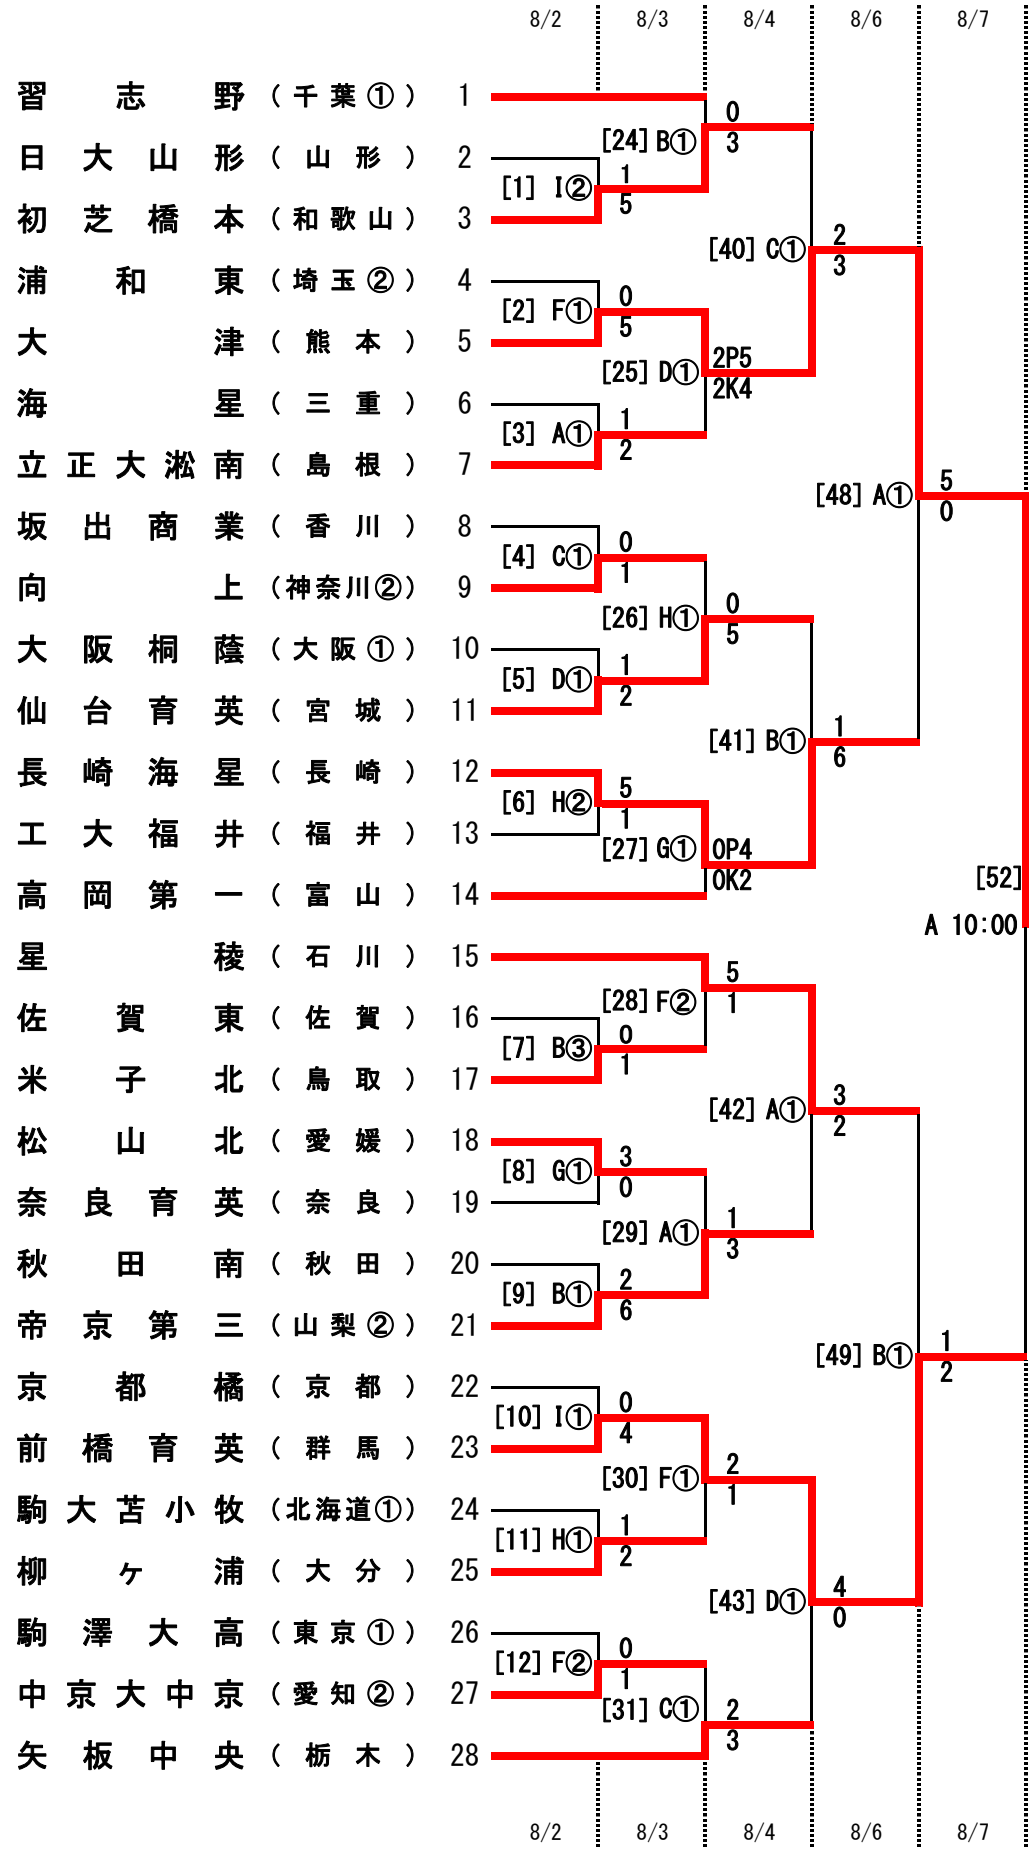 8/2 8/3 8/4 8/6 8/7
習志野 (千葉①) 1
0
[24] B①
3
日大山形 (山形) 2
1
[1] I②
5
初芝橋本 (和歌山) 3
2
[40] C①
3
浦和東 (埼玉②) 4
0
[2] F①
5
大津 (熊本) 5
2P5
[25] D①
2K4
海星 (三重) 6
1
[3] A①
2
立正大淞南 (島根) 7
5
[48] A①
0
坂出商業 (香川) 8
0
[4] C①
1
向上 (神奈川②) 9
0
[26] H①
5
大阪桐蔭 (大阪①) 10
1
[5] D①
2
仙台育英 (宮城) 11
1
[41] B①
6
長崎海星 (長崎) 12
5
[6] H②
1
工大福井 (福井) 13
0P4
[27] G①
0K2
高岡第一 (富山) 14
[52]
A 10:00
星稜 (石川) 15
5
[28] F②
1
佐賀東 (佐賀) 16
0
[7] B③
1
米子北 (鳥取) 17
3
[42] A①
2
松山北 (愛媛) 18
3
[8] G①
0
奈良育英 (奈良) 19
1
[29] A①
3
秋田南 (秋田) 20
2
[9] B①
6
帝京第三 (山梨②) 21
1
[49] B①
2
京都橘 (京都) 22
0
[10] I①
4
前橋育英 (群馬) 23
2
[30] F①
1
駒大苫小牧 (北海道①) 24
1
[11] H①
2
柳ヶ浦 (大分) 25
4
[43] D①
0
駒澤大高 (東京①) 26
0
[12] F②
1
中京大中京 (愛知②) 27
2
[31] C①
3
矢板中央 (栃木) 28
8/2 8/3 8/4 8/6 8/7